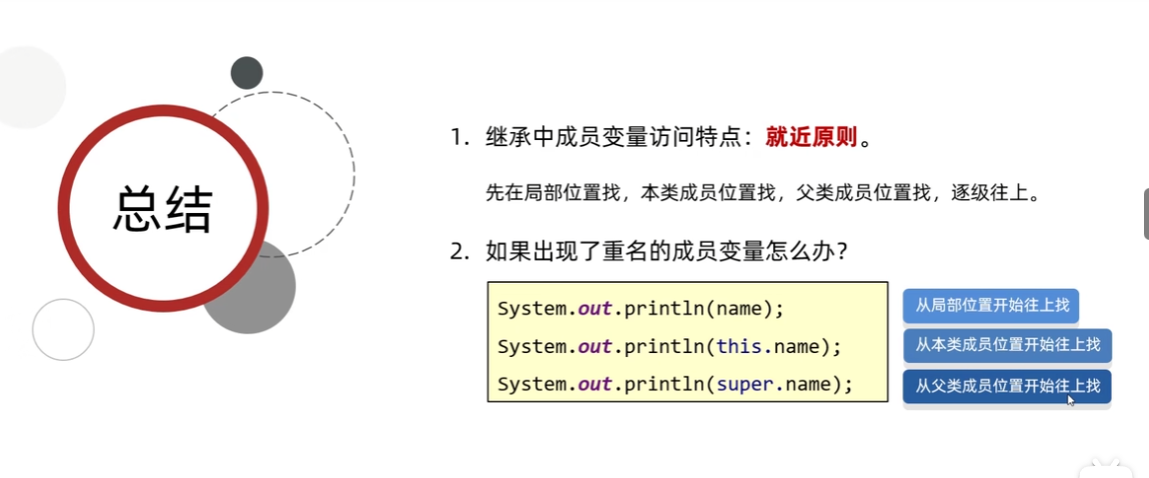 总结
1. 继承中成员变量访问特点：就近原则。
先在局部位置找，本类成员位置找，父类成员位置找，逐级往上。
2. 如果出现了重名的成员变量怎么办？
System.out.println(name);
从局部位置开始往上找
System.out.println(this.name);
从本类成员位置开始往上找
System.out.println(super.name);
从父类成员位置开始往上找